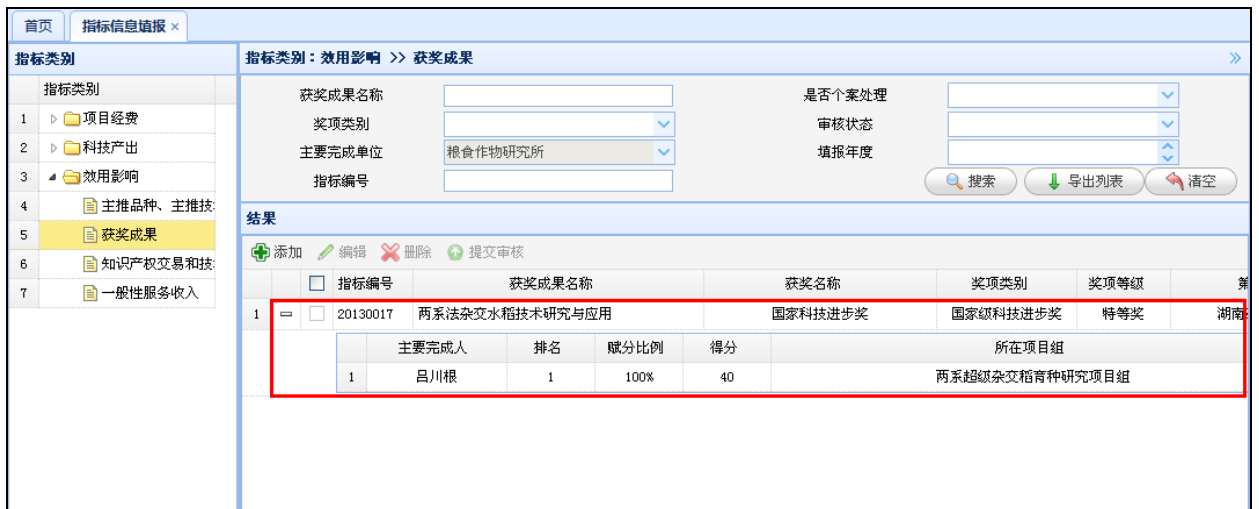 首页 指标信息填报 ×
指标类别
指标类别
1 项目经费
2 科技产出
3 效用影响
4 主推品种、主推技
5 获奖成果
6 知识产权交易和技
7 一般性服务收入
指标类别：效用影响 >> 获奖成果
获奖成果名称 是否个案处理
奖项类别 审核状态
主要完成单位 粮食作物研究所 填报年度
指标编号 搜索 导出列表 清空
结果
添加 编辑 删除 提交审核
指标编号 获奖成果名称 获奖名称 奖项类别 奖项等级 第
1 20130017 两系法杂交水稻技术研究与应用 国家科技进步奖 国家级科技进步奖 特等奖 湖南
主要完成人 排名 赋分比例 得分 所在项目组
1 吕川根 1 100% 40 两系超级杂交稻育种研究项目组